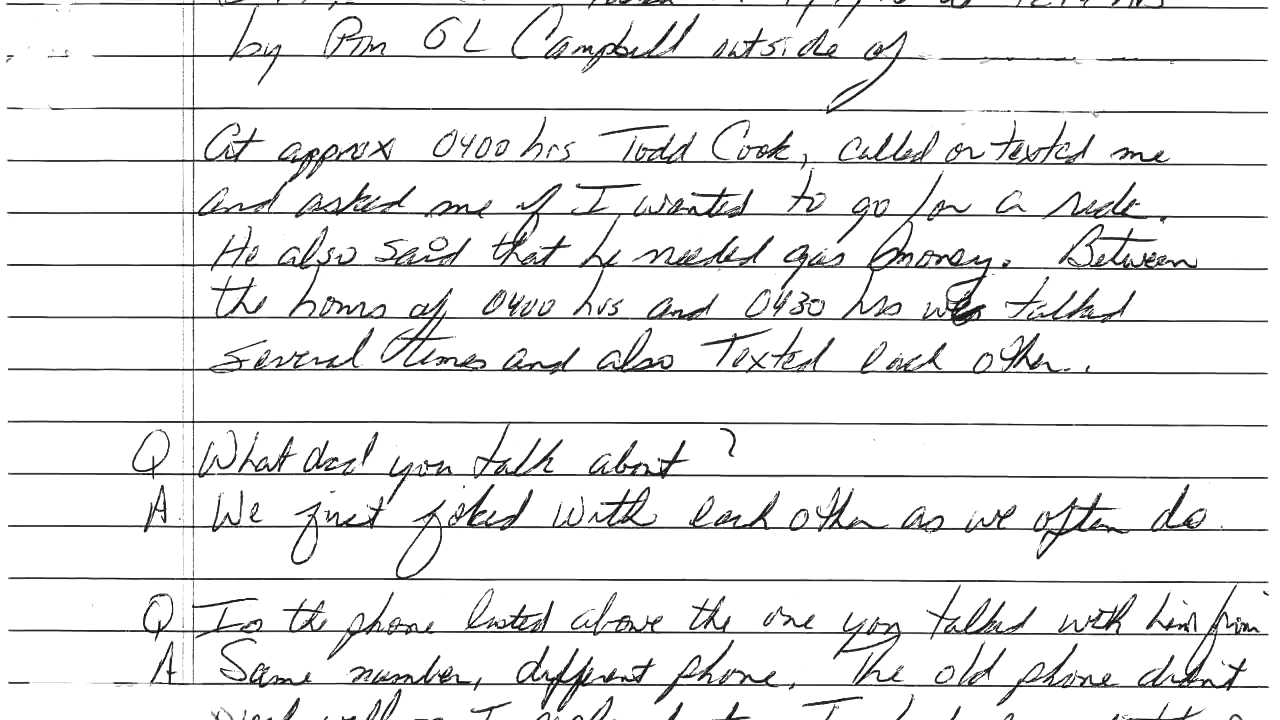 by Ptm GL Campbell outside of
At approx 0400 hrs Todd Cook, called or texted me
and asked me if I wanted to go for a ride.
He also said that he needed gas money. Between
the hours of 0400 hrs and 0430 hrs we talked
several times and also Texted each other.
Q What did you talk about?
A We just joked with each other as we often do.
Q Is the phone listed above the one you talked with him from
A Same number, different phone. The old phone didn't